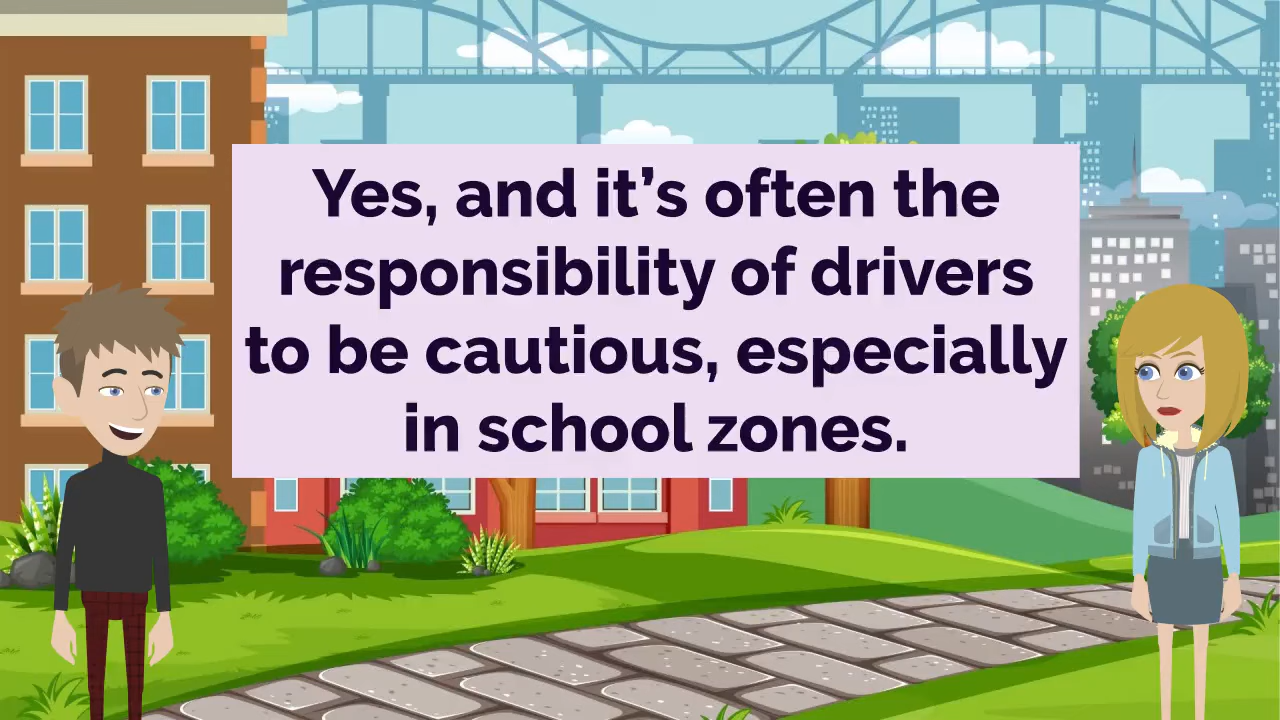 Yes, and it’s often the
responsibility of drivers
to be cautious, especially
in school zones.